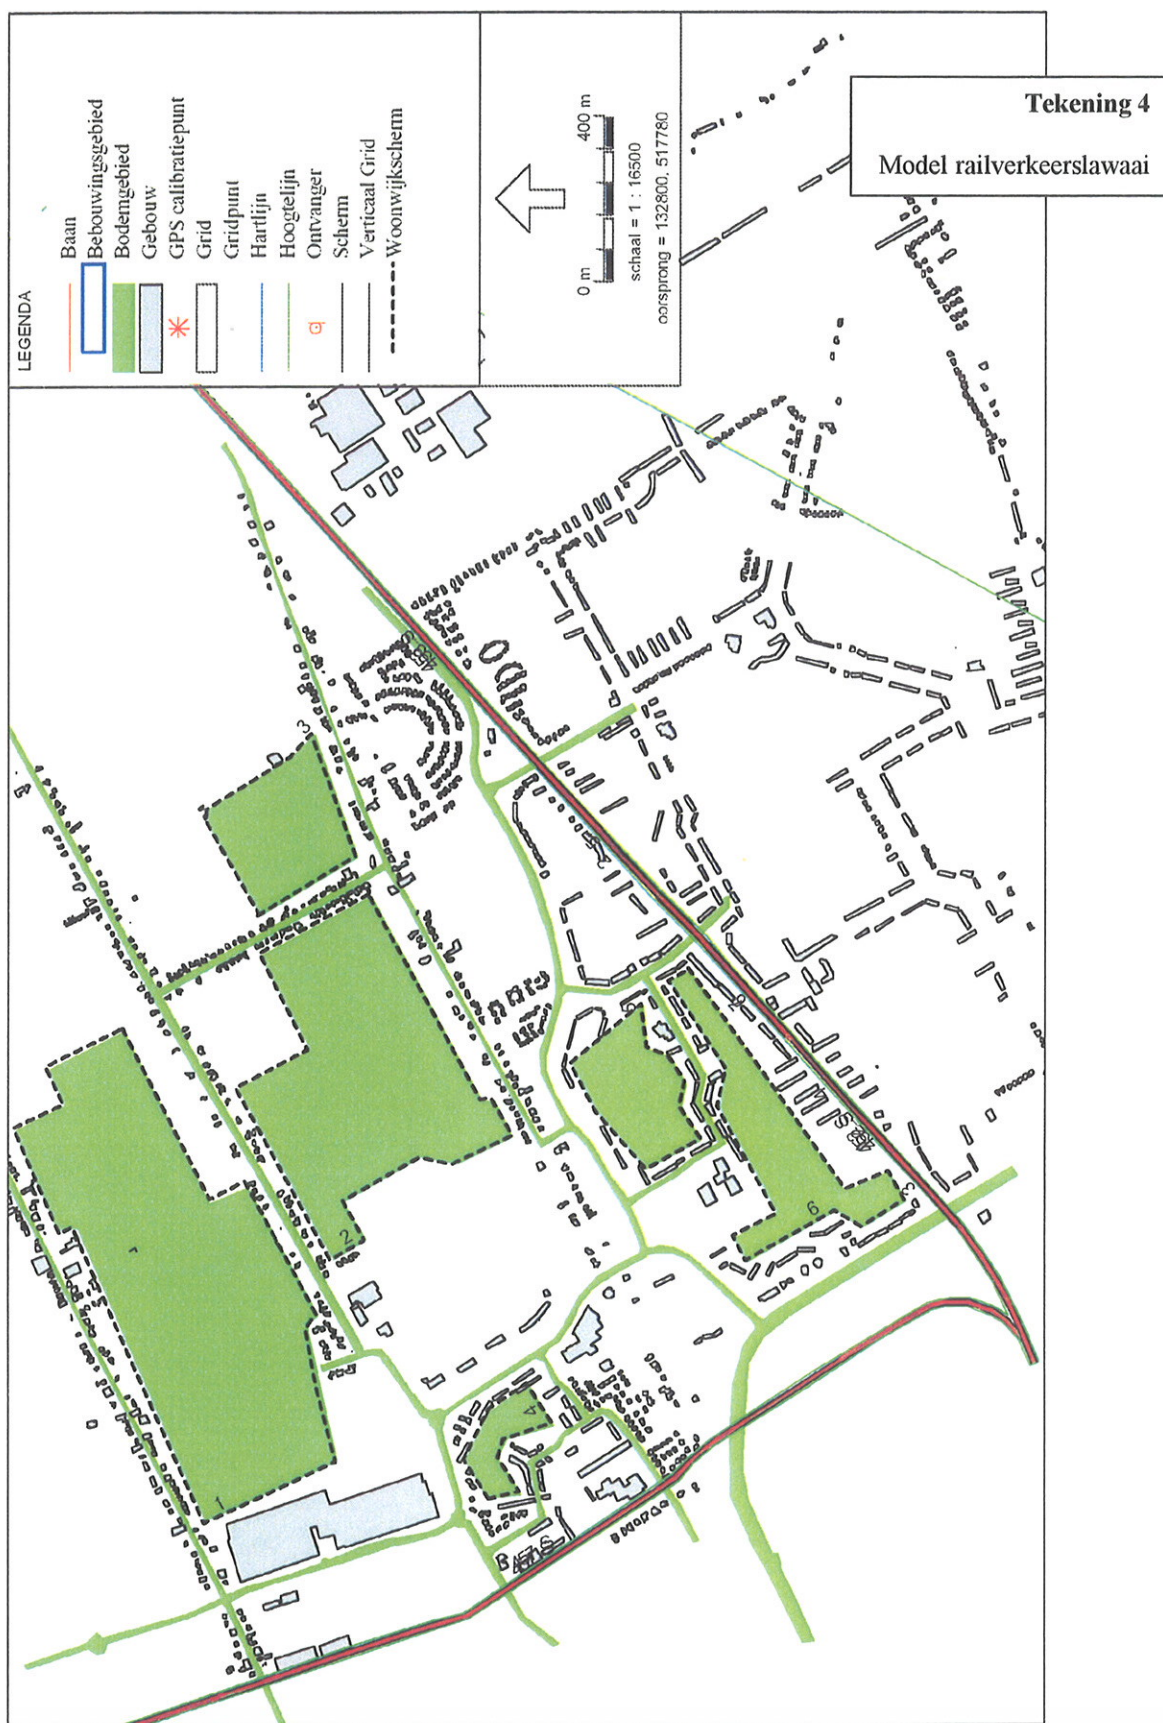 Tekening 4
Model railverkeerslawaai
LEGENDA
Baan
Bebouwingsgebied
Bodemgebied
Gebouw
GPS calibratiepunt
Grid
Gridpunt
Hartlijn
Hoogtelijn
Ontvanger
Scherm
Verticaal Grid
Woonwijkscherm
0 m
400 m
schaal = 1 : 16500
oorsprong = 132800, 517780
3
2
1
4
6